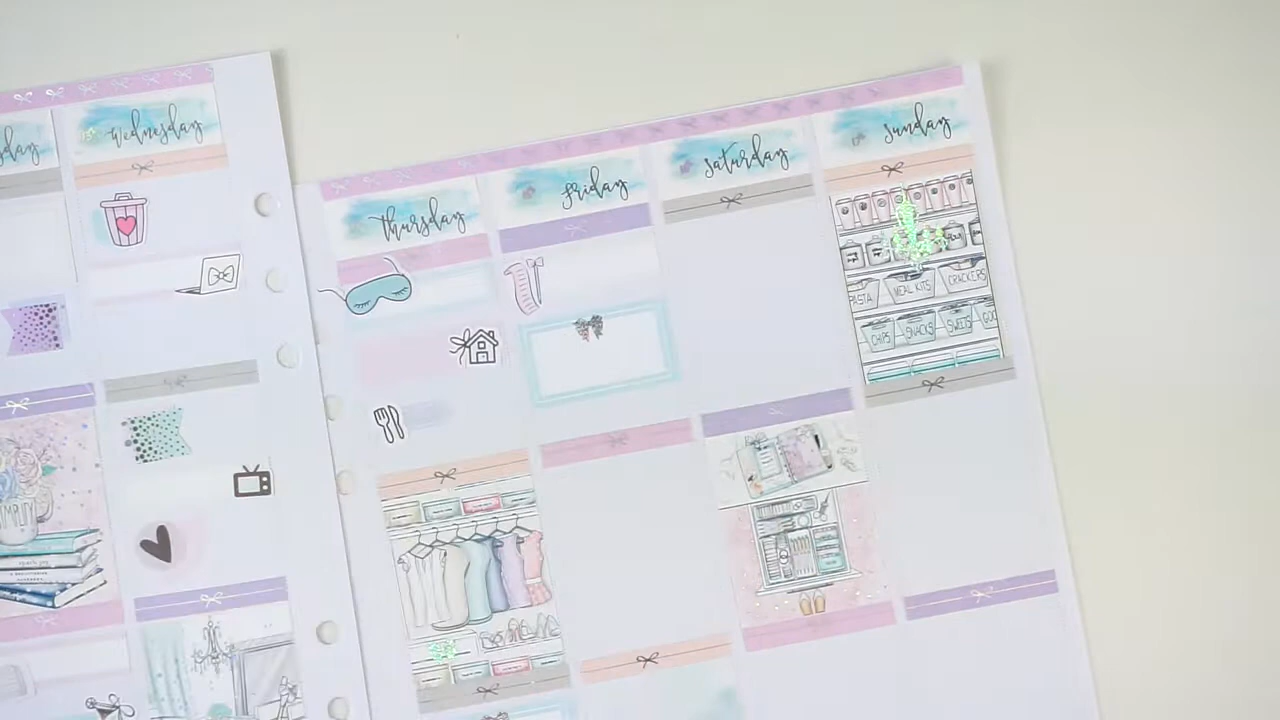 Wednesday
Thursday
Friday
Saturday
Sunday
PASTA
MEAL KITS
CRACKERS
CHIPS
SNACKS
SWEETS